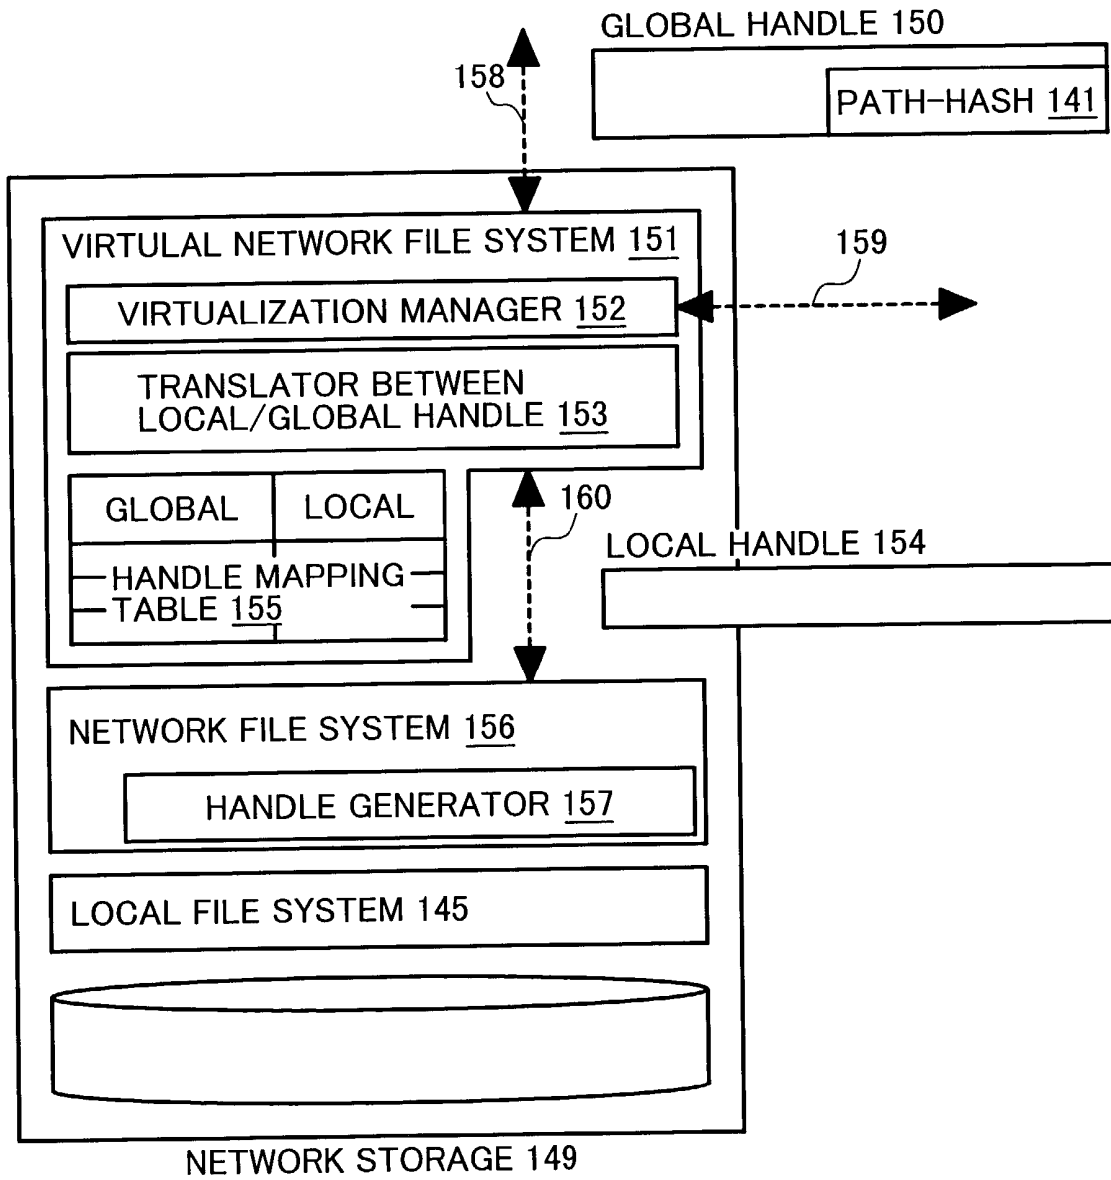 GLOBAL HANDLE 150
158
PATH-HASH 141
VIRTULAL NETWORK FILE SYSTEM 151
159
VIRTUALIZATION MANAGER 152
TRANSLATOR BETWEEN
LOCAL/GLOBAL HANDLE 153
GLOBAL LOCAL
160
LOCAL HANDLE 154
HANDLE MAPPING
TABLE 155
NETWORK FILE SYSTEM 156
HANDLE GENERATOR 157
LOCAL FILE SYSTEM 145
NETWORK STORAGE 149